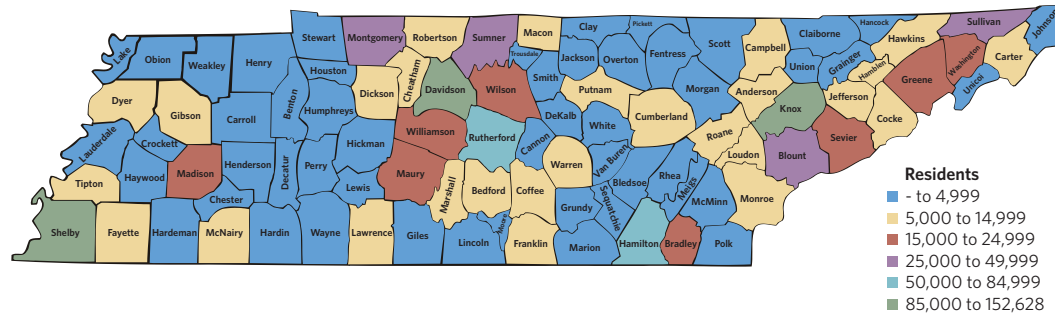 Lake
Obion
Weakley
Henry
Stewart
Montgomery
Robertson
Sumner
Macon
Trousdale
Clay
Pickett
Jackson
Overton
Fentress
Scott
Campbell
Claiborne
Hancock
Hawkins
Sullivan
Johnson
Washington
Carter
Unicoi
Greene
Hamblen
Grainger
Union
Jefferson
Cocke
Knox
Anderson
Morgan
Houston
Humphreys
Benton
Dickson
Cheatham
Davidson
Wilson
Smith
Putnam
Cumberland
Roane
Loudon
Blount
Sevier
Dyer
Gibson
Carroll
Lauderdale
Crockett
Haywood
Madison
Henderson
Decatur
Perry
Hickman
Williamson
Rutherford
Cannon
DeKalb
White
Warren
Van Buren
Bledsoe
Rhea
Meigs
McMinn
Monroe
Tipton
Chester
Lewis
Maury
Marshall
Bedford
Coffee
Grundy
Sequatchie
Shelby
Fayette
Hardeman
McNairy
Hardin
Wayne
Lawrence
Giles
Lincoln
Moore
Franklin
Marion
Hamilton
Bradley
Polk
Residents
- to 4,999
5,000 to 14,999
15,000 to 24,999
25,000 to 49,999
50,000 to 84,999
85,000 to 152,628